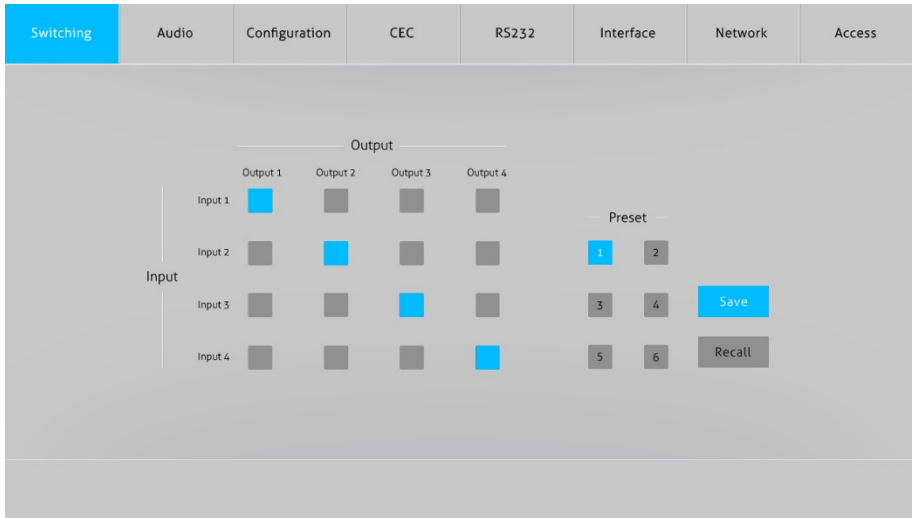 Switching Audio Configuration CEC RS232 Interface Network Access
Output
Output 1 Output 2 Output 3 Output 4
Input 1
Preset
Input 2
1 2
Input
Input 3
3 4
Save
Input 4
5 6
Recall